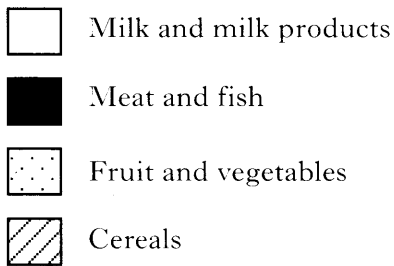 Milk and milk products
Meat and fish
Fruit and vegetables
Cereals